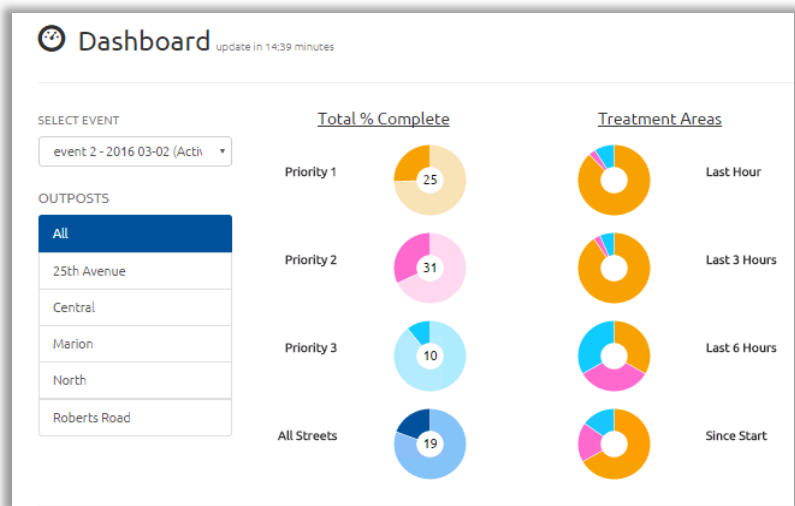 Dashboard update in 14:39 minutes
SELECT EVENT
event 2 - 2016 03-02 (Activ
OUTPOSTS
All
25th Avenue
Central
Marion
North
Roberts Road
Total % Complete
Priority 1
25
Priority 2
31
Priority 3
10
All Streets
19
Treatment Areas
Last Hour
Last 3 Hours
Last 6 Hours
Since Start